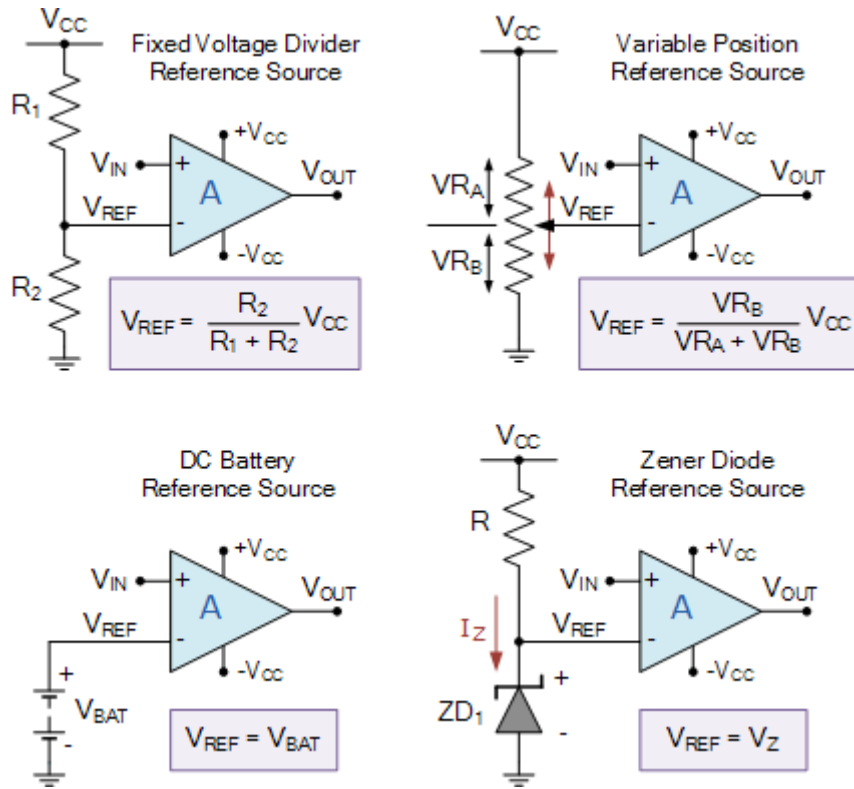 VCC
Fixed Voltage Divider
Reference Source
R1
+VCC
VIN
+
A
VOUT
VREF
-
-VCC
R2
VREF = R2 / R1 + R2 VCC
VCC
Variable Position
Reference Source
+VCC
VIN
+
VRA
A
VOUT
VREF
-
VRB
-VCC
VREF = VRB / VRA + VRB VCC
DC Battery
Reference Source
+VCC
VIN
+
A
VOUT
VREF
-
-VCC
+
VBAT
-
VREF = VBAT
VCC
Zener Diode
Reference Source
R
+VCC
VIN
+
A
VOUT
IZ
VREF
-
-VCC
+
ZD1
-
VREF = VZ